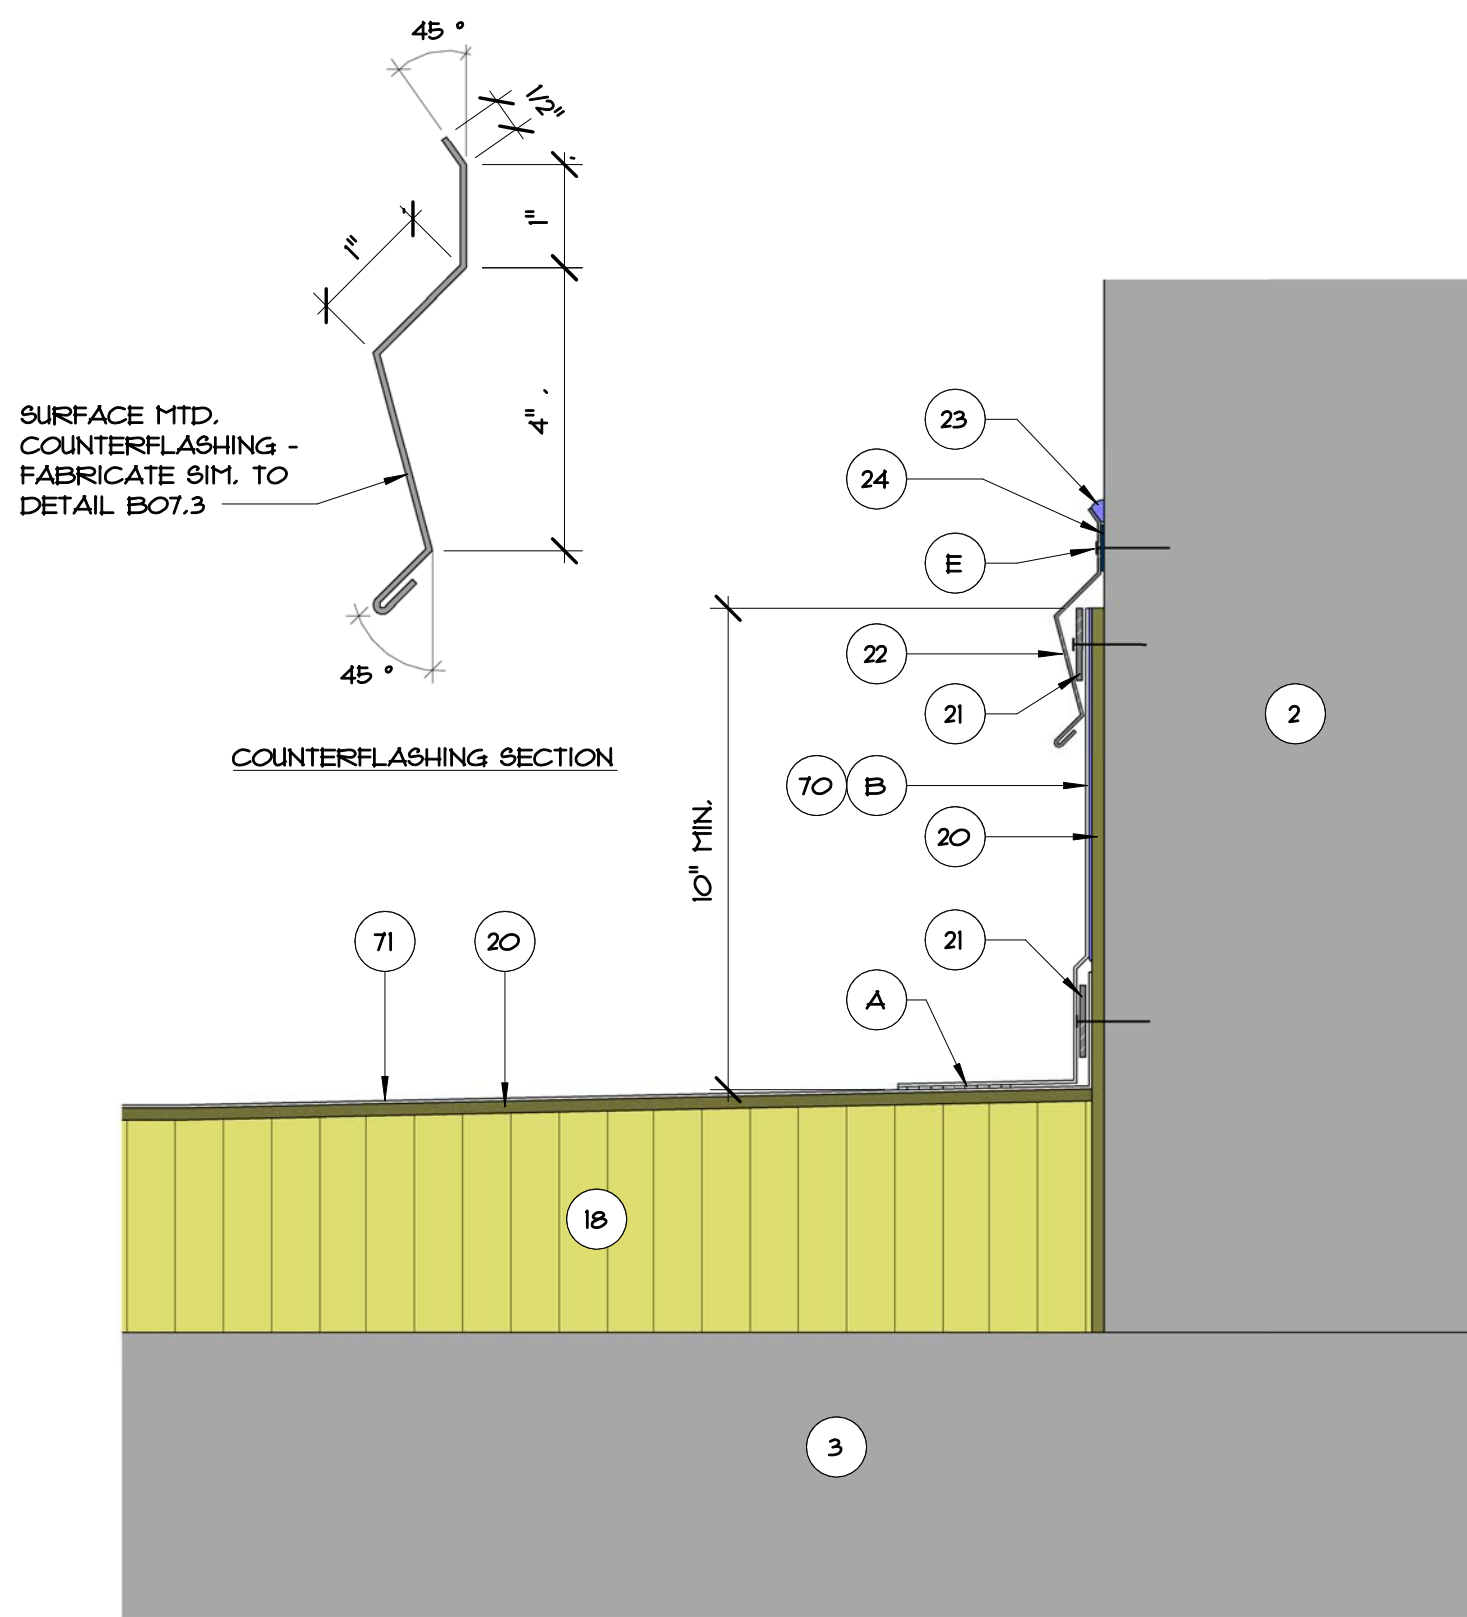 45 °
1/2"
1"
1"
4"
SURFACE MTD.
COUNTERFLASHING -
FABRICATE SIM. TO
DETAIL B07.3
45 °
COUNTERFLASHING SECTION
23
24
E
22
21
2
70 B
20
10" MIN.
21
71 20
A
18
3